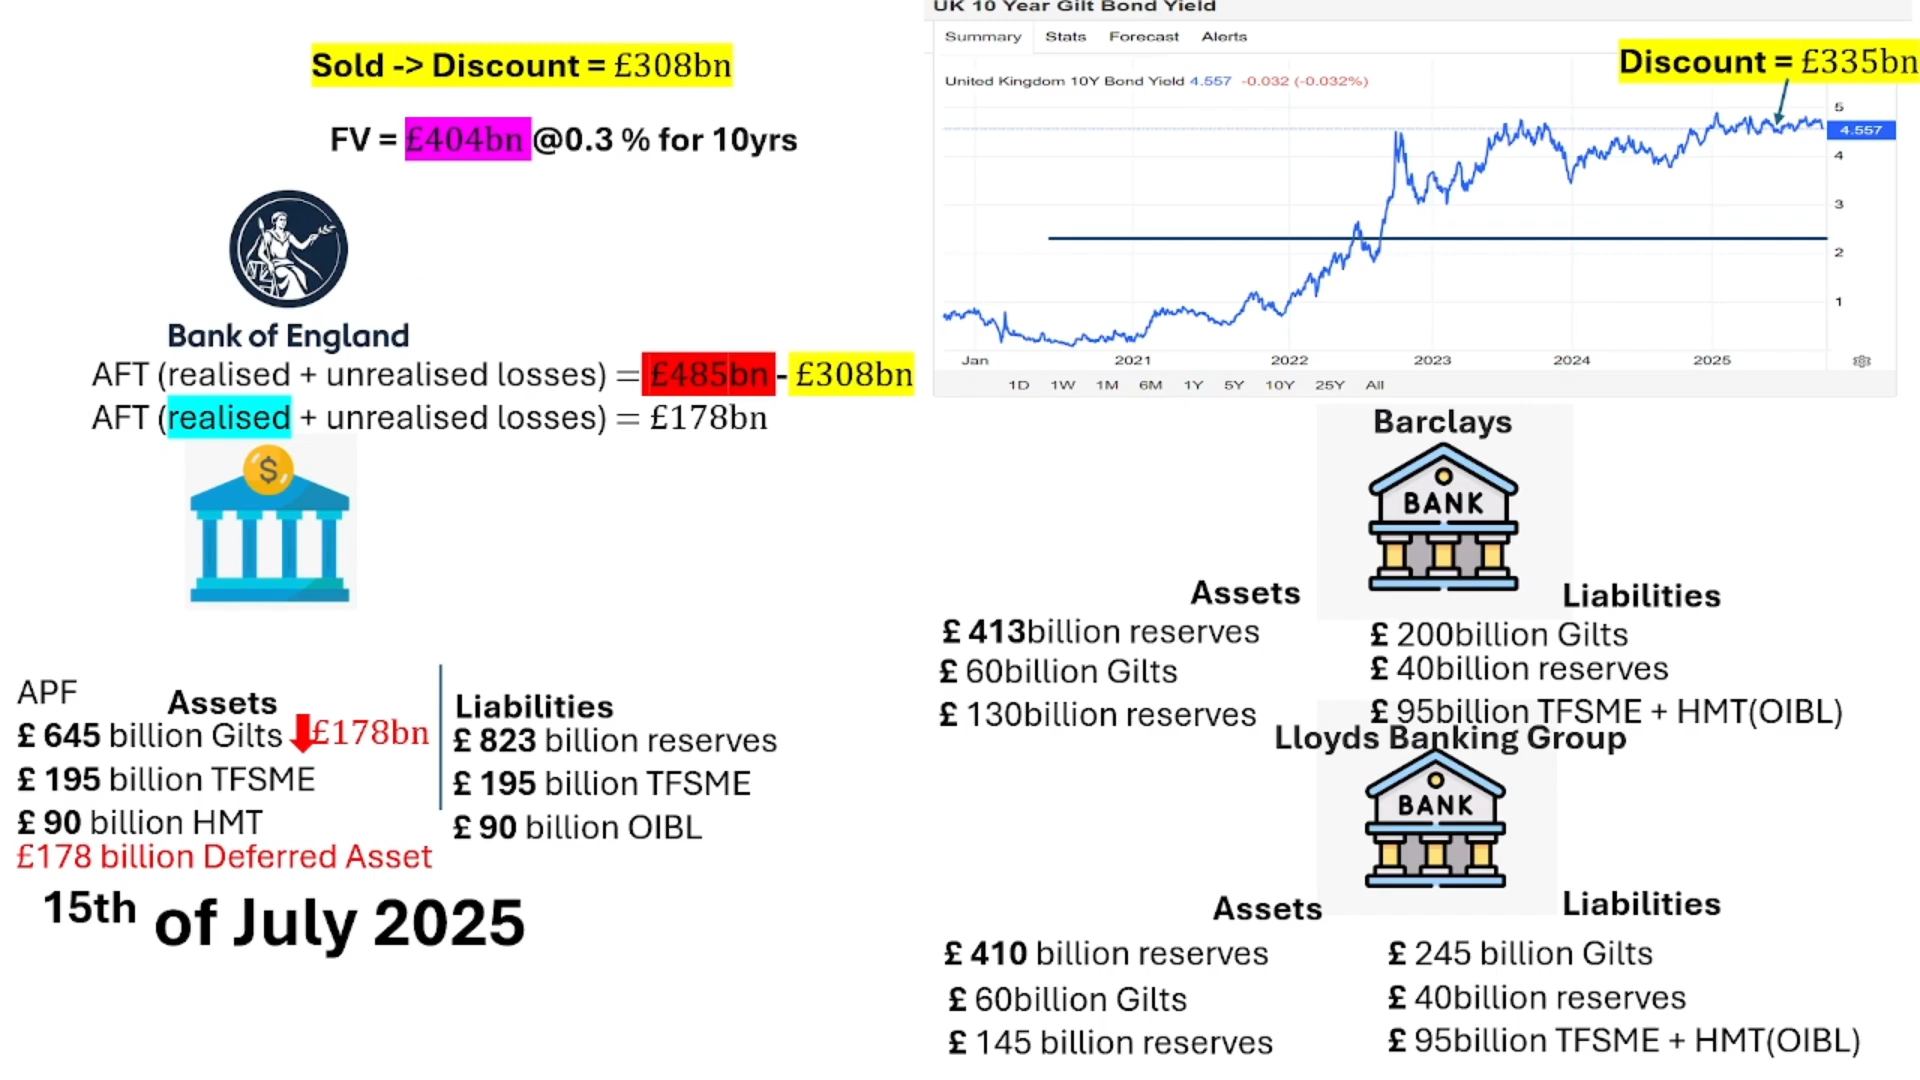 Sold -> Discount = £308bn
FV = £404bn @0.3 % for 10yrs
Bank of England
AFT (realised + unrealised losses) = £485bn - £308bn
AFT (realised + unrealised losses) = £178bn
$
APF
Assets
£ 645 billion Gilts £178bn
£ 195 billion TFSME
£ 90 billion HMT
£178 billion Deferred Asset
Liabilities
£ 823 billion reserves
£ 195 billion TFSME
£ 90 billion OIBL
15th of July 2025
UK 10 Year Gilt Bond Yield
Summary Stats Forecast Alerts
Discount = £335bn
United Kingdom 10Y Bond Yield 4.557 -0.032 (-0.032%)
5
4.557
4
3
2
1
Jan 2021 2022 2023 2024 2025
1D 1W 1M 6M 1Y 5Y 10Y 25Y All
Barclays
BANK
Assets
£ 413billion reserves
£ 60billion Gilts
£ 130billion reserves
Liabilities
£ 200billion Gilts
£ 40billion reserves
£ 95billion TFSME + HMT(OIBL)
Lloyds Banking Group
BANK
Assets
£ 410 billion reserves
£ 60billion Gilts
£ 145 billion reserves
Liabilities
£ 245 billion Gilts
£ 40billion reserves
£ 95billion TFSME + HMT(OIBL)